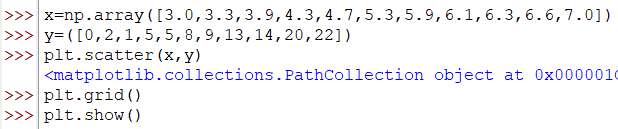 >>> x=np.array([3.0,3.3,3.9,4.3,4.7,5.3,5.9,6.1,6.3,6.6,7.0])
>>> y=([0,2,1,5,5,8,9,13,14,20,22])
>>> plt.scatter(x,y)
<matplotlib.collections.PathCollection object at 0x000001
>>> plt.grid()
>>> plt.show()